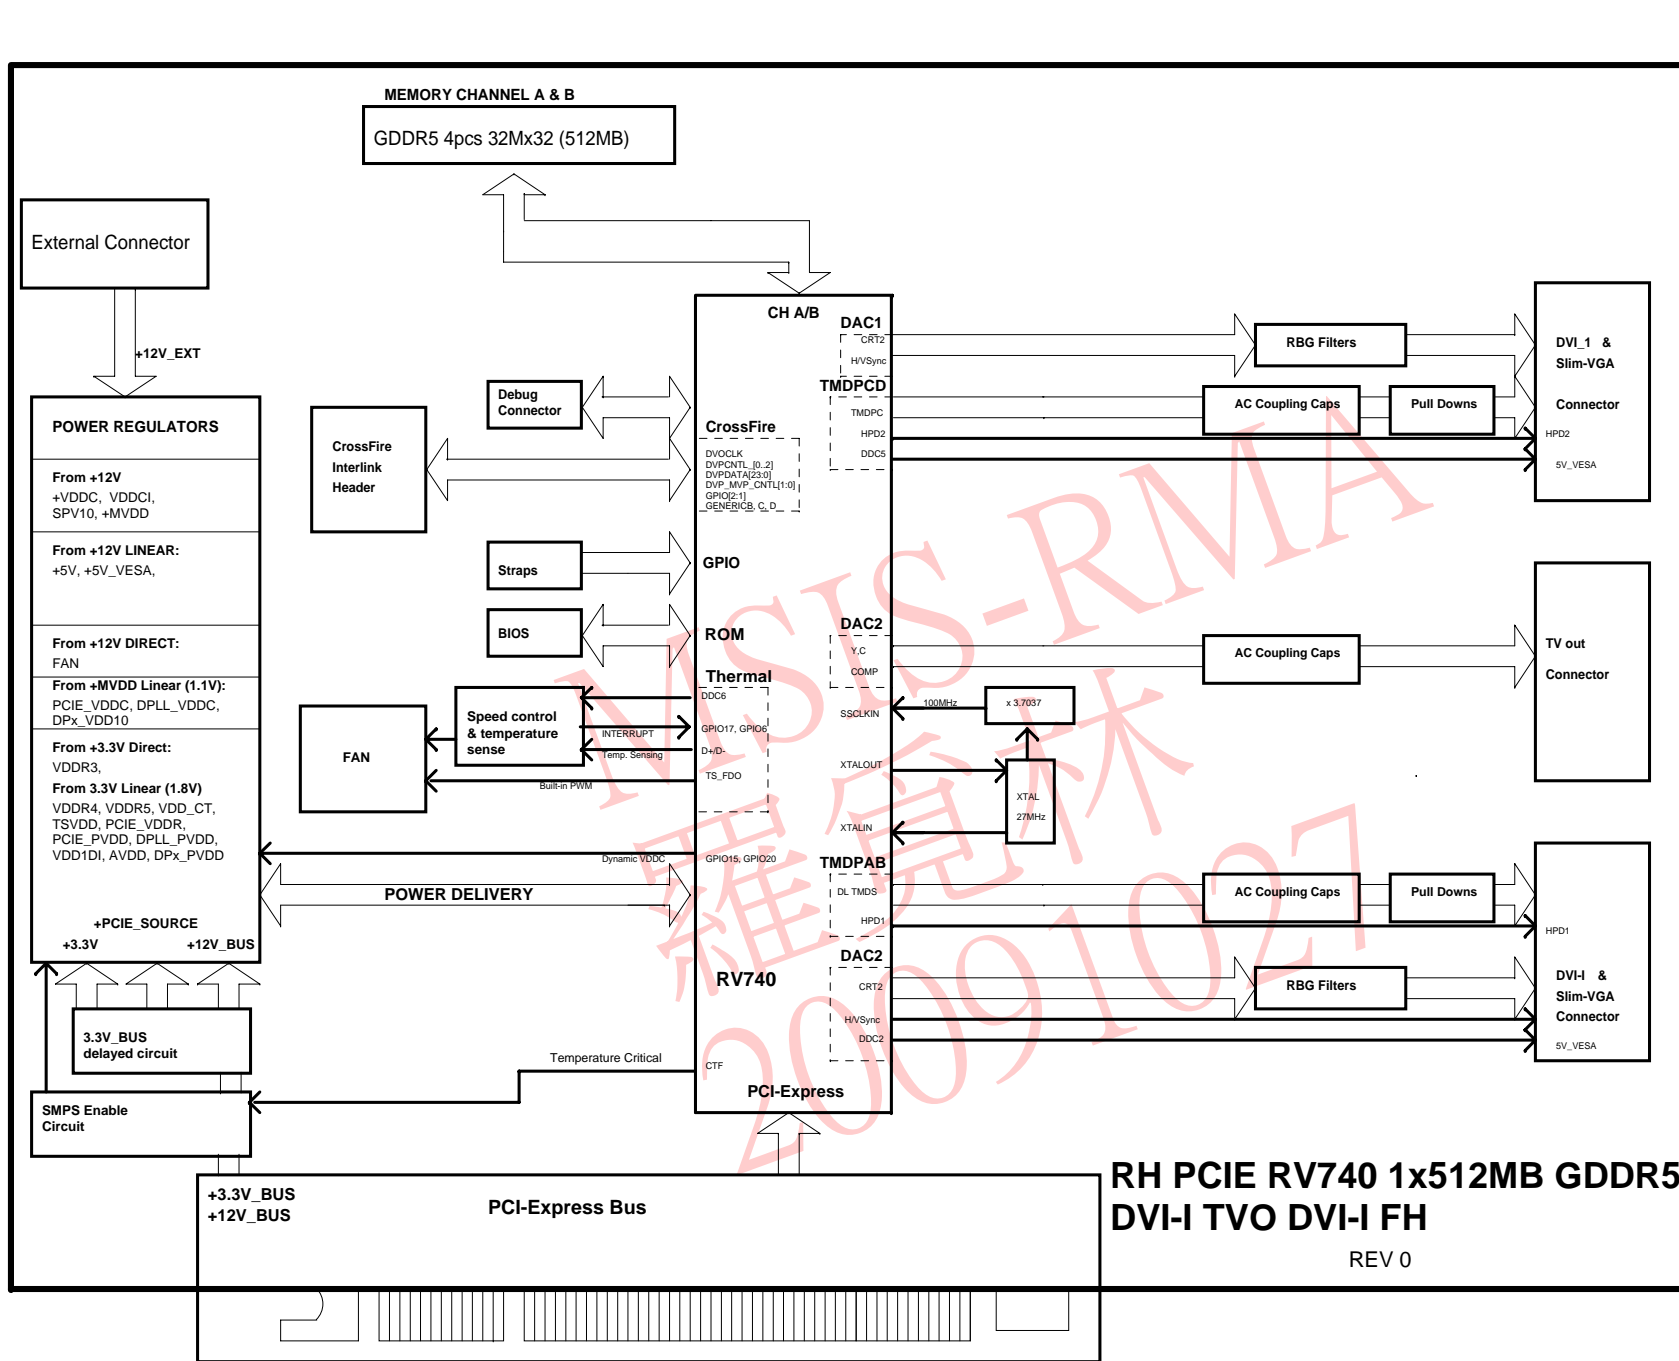 MEMORY CHANNEL A & B
GDDR5 4pcs 32Mx32 (512MB)
External Connector
+12V_EXT
POWER REGULATORS
From +12V
+VDDC, VDDCI,
SPV10, +MVDD
From +12V LINEAR:
+5V, +5V_VESA,
From +12V DIRECT:
FAN
From +MVDD Linear (1.1V):
PCIE_VDDC, DPLL_VDDC,
DPx_VDD10
From +3.3V Direct:
VDDR3,
From 3.3V Linear (1.8V)
VDDR4, VDDR5, VDD_CT,
TSVDD, PCIE_VDDR,
PCIE_PVDD, DPLL_PVDD,
VDD1DI, AVDD, DPx_PVDD
+PCIE_SOURCE
+3.3V
+12V_BUS
3.3V_BUS
delayed circuit
SMPS Enable
Circuit
CrossFire
Interlink
Header
Debug
Connector
Straps
BIOS
Speed control
& temperature
sense
FAN
INTERRUPT
Temp. Sensing
Built-in PWM
Dynamic VDDC
POWER DELIVERY
Temperature Critical
CH A/B
CrossFire
DVOCLK
DVPCNTL_[0..2]
DVPDATA[23:0]
DVP_MVP_CNTL[1:0]
GPIO[2:1]
GENERICB, C, D
GPIO
ROM
Thermal
DDC6
GPIO17, GPIO6
D+/D-
TS_FDO
GPIO15, GPIO20
RV740
CTF
PCI-Express
DAC1
CRT2
H/VSync
TMDPCD
TMDPC
HPD2
DDC5
DAC2
Y,C
COMP
SSCLKIN
XTALOUT
XTALIN
TMDPAB
DL TMDS
HPD1
DAC2
CRT2
H/VSync
DDC2
100MHz
x 3.7037
XTAL
27MHz
RBG Filters
AC Coupling Caps
Pull Downs
DVI_1 &
Slim-VGA
Connector
HPD2
5V_VESA
AC Coupling Caps
TV out
Connector
AC Coupling Caps
Pull Downs
RBG Filters
HPD1
DVI-I &
Slim-VGA
Connector
5V_VESA
+3.3V_BUS
+12V_BUS
PCI-Express Bus
RH PCIE RV740 1x512MB GDDR5
DVI-I TVO DVI-I FH
REV 0
MSIS-RMA
羅覓林
20091027